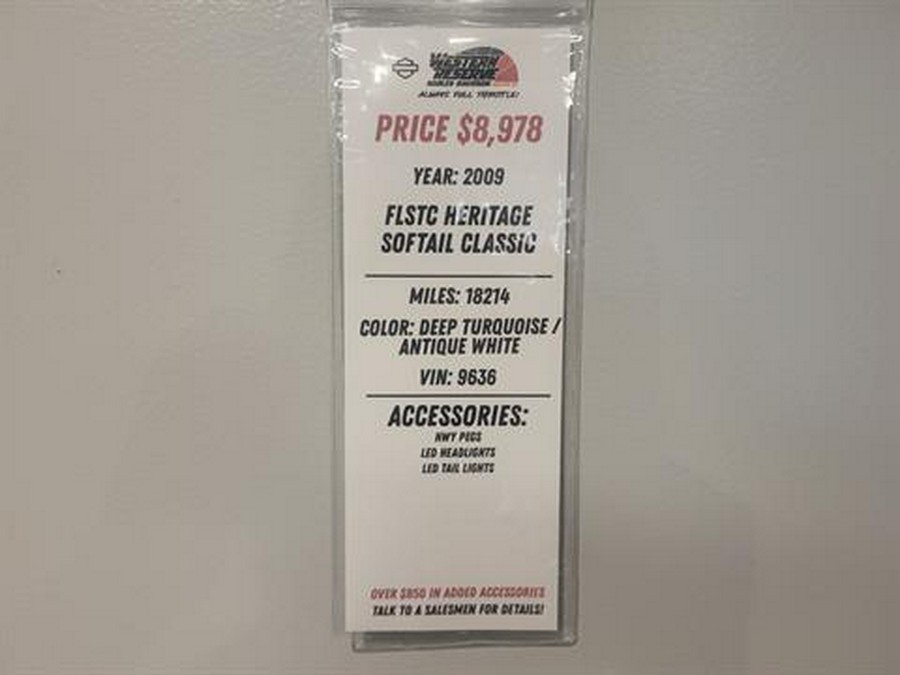 WESTERN
RESERVE
HARLEY-DAVIDSON
ALWAYS FULL THROTTLE!
PRICE $8,978
YEAR: 2009
FLSTC HERITAGE
SOFTAIL CLASSIC
MILES: 18214
COLOR: DEEP TURQUOISE /
ANTIQUE WHITE
VIN: 9636
ACCESSORIES:
HWY PEGS
LED HEADLIGHTS
LED TAIL LIGHTS
OVER $850 IN ADDED ACCESSORIES
TALK TO A SALESMEN FOR DETAILS!